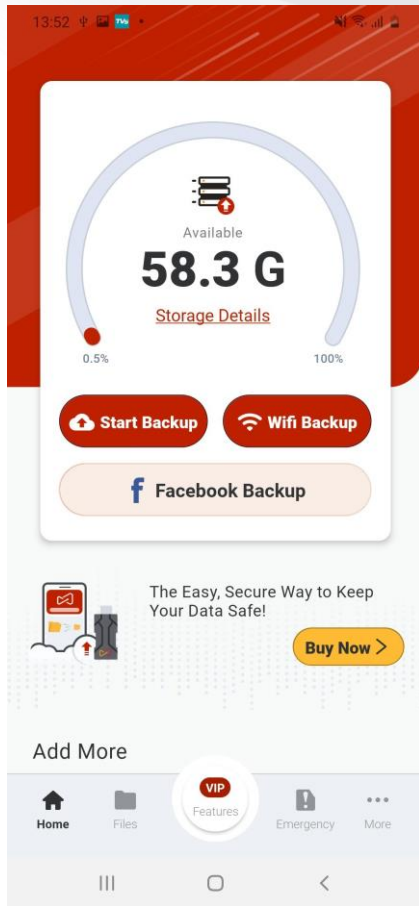 13:52
Available
58.3 G
Storage Details
0.5%
100%
Start Backup
Wifi Backup
Facebook Backup
The Easy, Secure Way to Keep
Your Data Safe!
Buy Now >
Add More
VIP
Features
Home
Files
Emergency
More